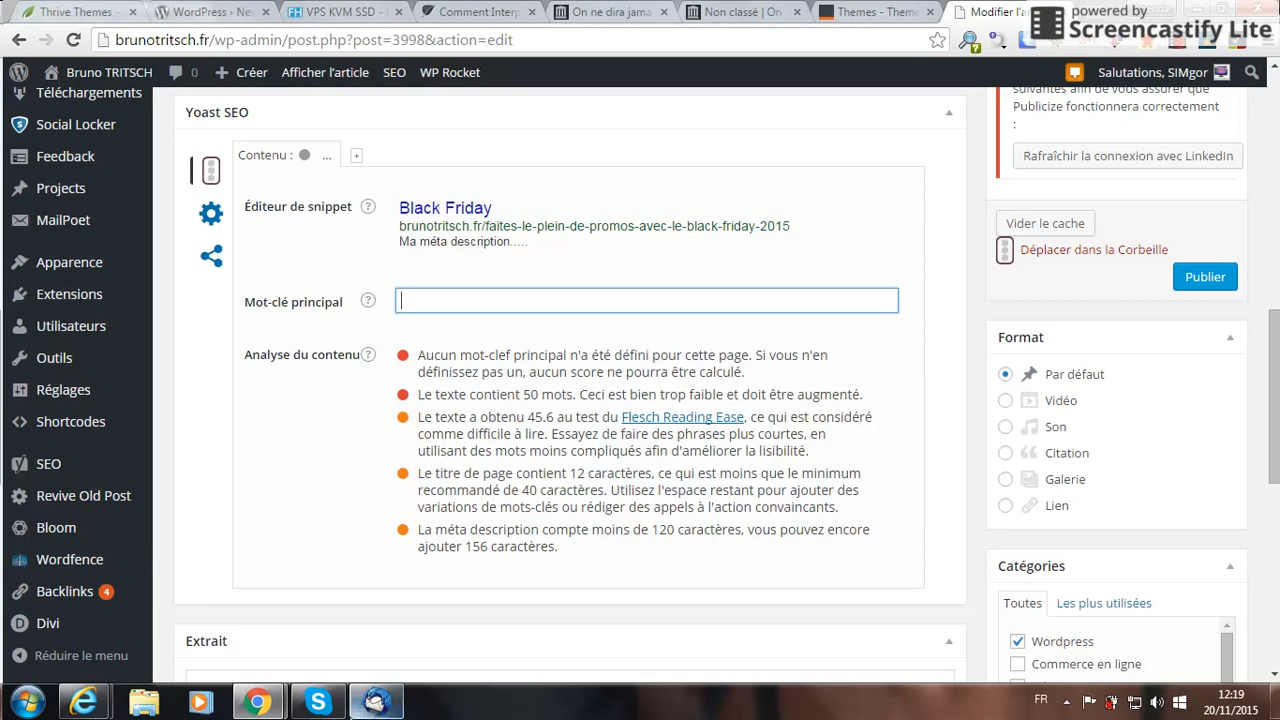 Thrive Themes -
WordPress › Ne
VPS KVM SSD -
Comment Interp
On ne dira jama
Non classé | On
Themes - Theme
Modifier l'a
powered by
Screencastify Lite
brunotritsch.fr/wp-admin/post.php?post=3988&action=edit
Bruno TRITSCH
0
Créer
Afficher l'article
SEO
WP Rocket
Salutations, SIMgor
Téléchargements
Social Locker
Feedback
Projects
MailPoet
Apparence
Extensions
Utilisateurs
Outils
Réglages
Shortcodes
SEO
Revive Old Post
Bloom
Wordfence
Backlinks 4
Divi
Réduire le menu
Yoast SEO
Contenu : ...
+
Éditeur de snippet ?
Black Friday
brunotritsch.fr/faites-le-plein-de-promos-avec-le-black-friday-2015
Ma méta description.....
Mot-clé principal ?
Analyse du contenu ?
Aucun mot-clef principal n'a été défini pour cette page. Si vous n'en
définissez pas un, aucun score ne pourra être calculé.
Le texte contient 50 mots. Ceci est bien trop faible et doit être augmenté.
Le texte a obtenu 45.6 au test du Flesch Reading Ease, ce qui est considéré
comme difficile à lire. Essayez de faire des phrases plus courtes, en
utilisant des mots moins compliqués afin d'améliorer la lisibilité.
Le titre de page contient 12 caractères, ce qui est moins que le minimum
recommandé de 40 caractères. Utilisez l'espace restant pour ajouter des
variations de mots-clés ou rédiger des appels à l'action convaincants.
La méta description compte moins de 120 caractères, vous pouvez encore
ajouter 156 caractères.
Extrait
suivantes afin de vous assurer que
Publicize fonctionnera correctement
:
Rafraîchir la connexion avec LinkedIn
Vider le cache
Déplacer dans la Corbeille
Publier
Format
Par défaut
Vidéo
Son
Citation
Galerie
Lien
Catégories
Toutes
Les plus utilisées
Wordpress
Commerce en ligne
FR
12:19
20/11/2015